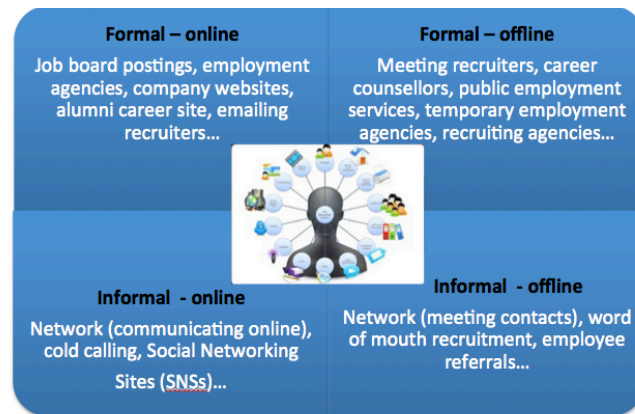 Formal – online
Job board postings, employment
agencies, company websites,
alumni career site, emailing
recruiters…
Formal – offline
Meeting recruiters, career
counsellors, public employment
services, temporary employment
agencies, recruiting agencies…
Informal - online
Network (communicating online),
cold calling, Social Networking
Sites (SNSs)…
Informal - offline
Network (meeting contacts), word
of mouth recruitment, employee
referrals…